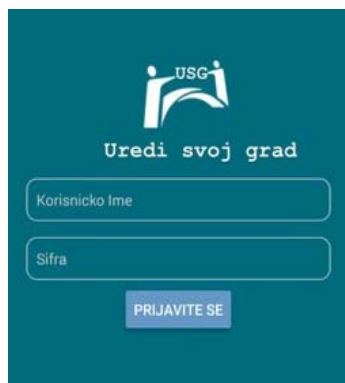 USG
Uredi svoj grad
Korisnicko Ime
Sifra
PRIJAVITE SE